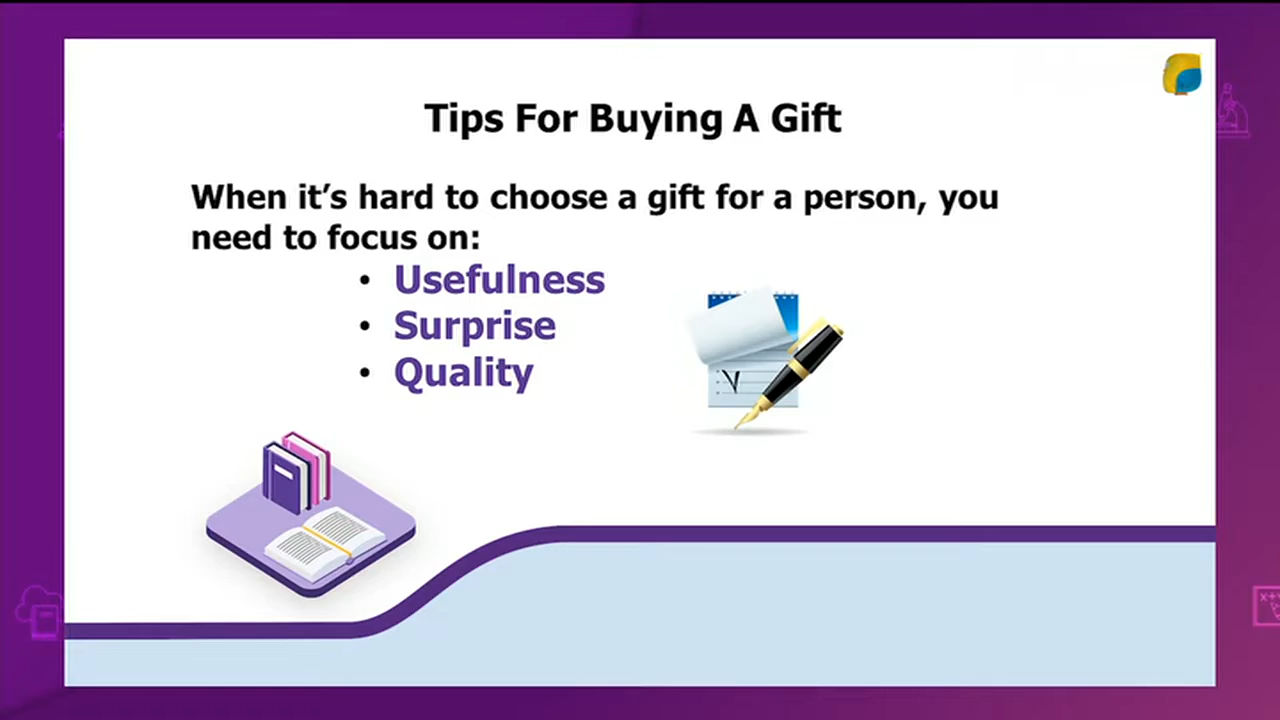 Tips For Buying A Gift
When it’s hard to choose a gift for a person, you
need to focus on:
• Usefulness
• Surprise
• Quality